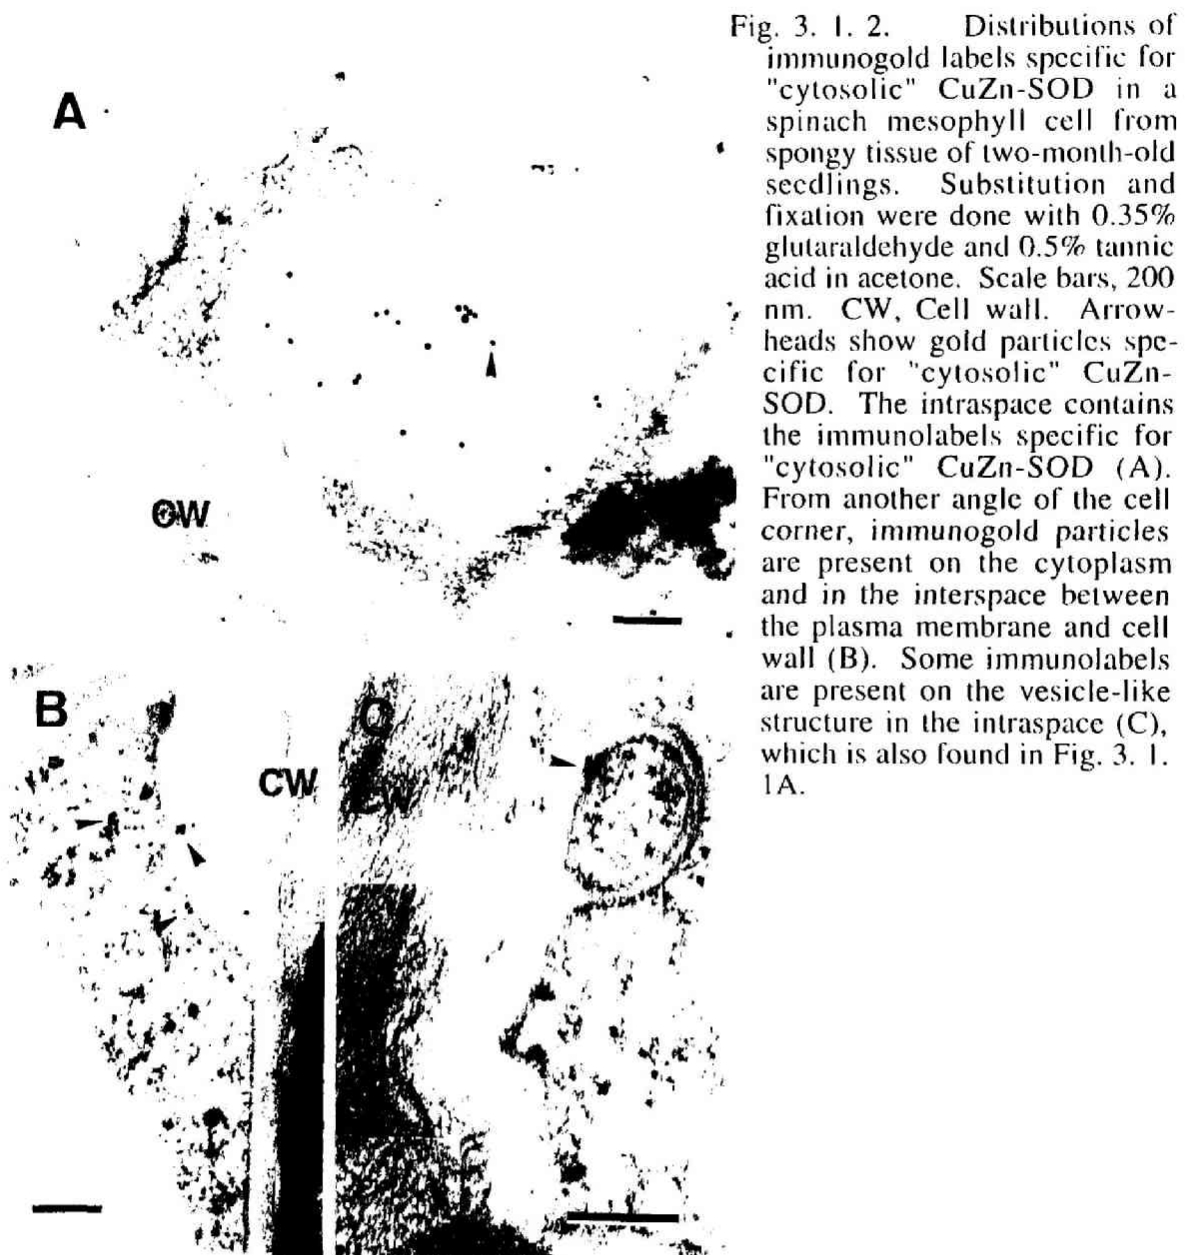 Fig. 3. 1. 2. Distributions of
immunogold labels specific for
"cytosolic" CuZn-SOD in a
spinach mesophyll cell from
spongy tissue of two-month-old
seedlings. Substitution and
fixation were done with 0.35%
glutaraldehyde and 0.5% tannic
acid in acetone. Scale bars, 200
nm. CW, Cell wall. Arrow-
heads show gold particles spe-
cific for "cytosolic" CuZn-
SOD. The intraspace contains
the immunolabels specific for
"cytosolic" CuZn-SOD (A).
From another angle of the cell
corner, immunogold particles
are present on the cytoplasm
and in the interspace between
the plasma membrane and cell
wall (B). Some immunolabels
are present on the vesicle-like
structure in the intraspace (C),
which is also found in Fig. 3. 1.
1A.
A
CW
B
CW
C
CW